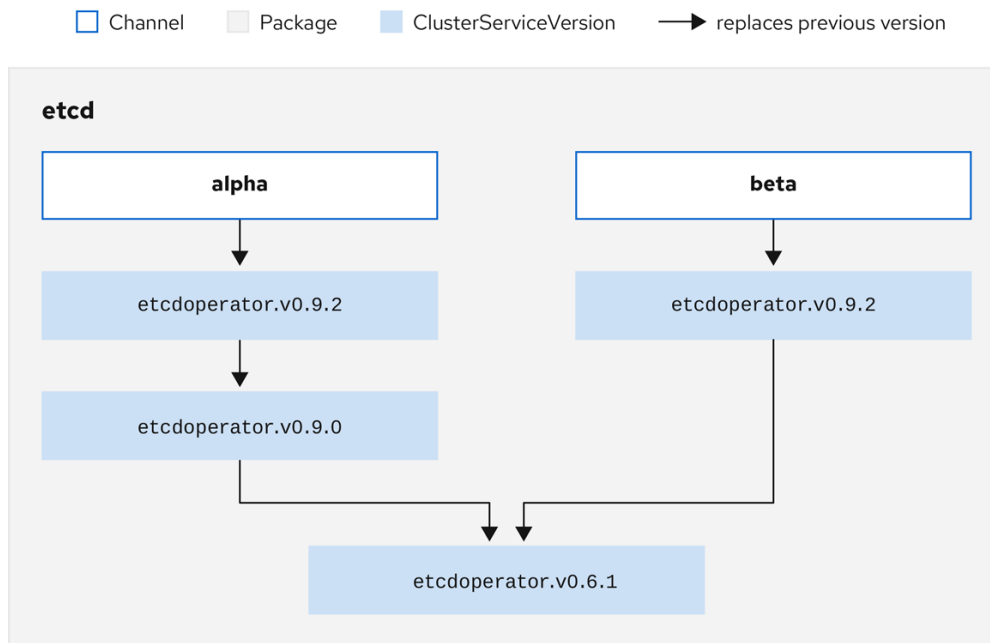 Channel Package ClusterServiceVersion replaces previous version
etcd
alpha beta
etcdoperator.v0.9.2 etcdoperator.v0.9.2
etcdoperator.v0.9.0
etcdoperator.v0.6.1